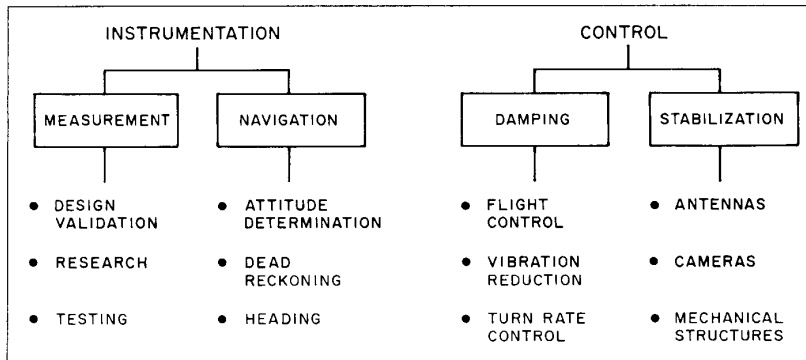 INSTRUMENTATION
CONTROL
MEASUREMENT
NAVIGATION
DAMPING
STABILIZATION
• DESIGN
VALIDATION
• RESEARCH
• TESTING
• ATTITUDE
DETERMINATION
• DEAD
RECKONING
• HEADING
• FLIGHT
CONTROL
• VIBRATION
REDUCTION
• TURN RATE
CONTROL
• ANTENNAS
• CAMERAS
• MECHANICAL
STRUCTURES